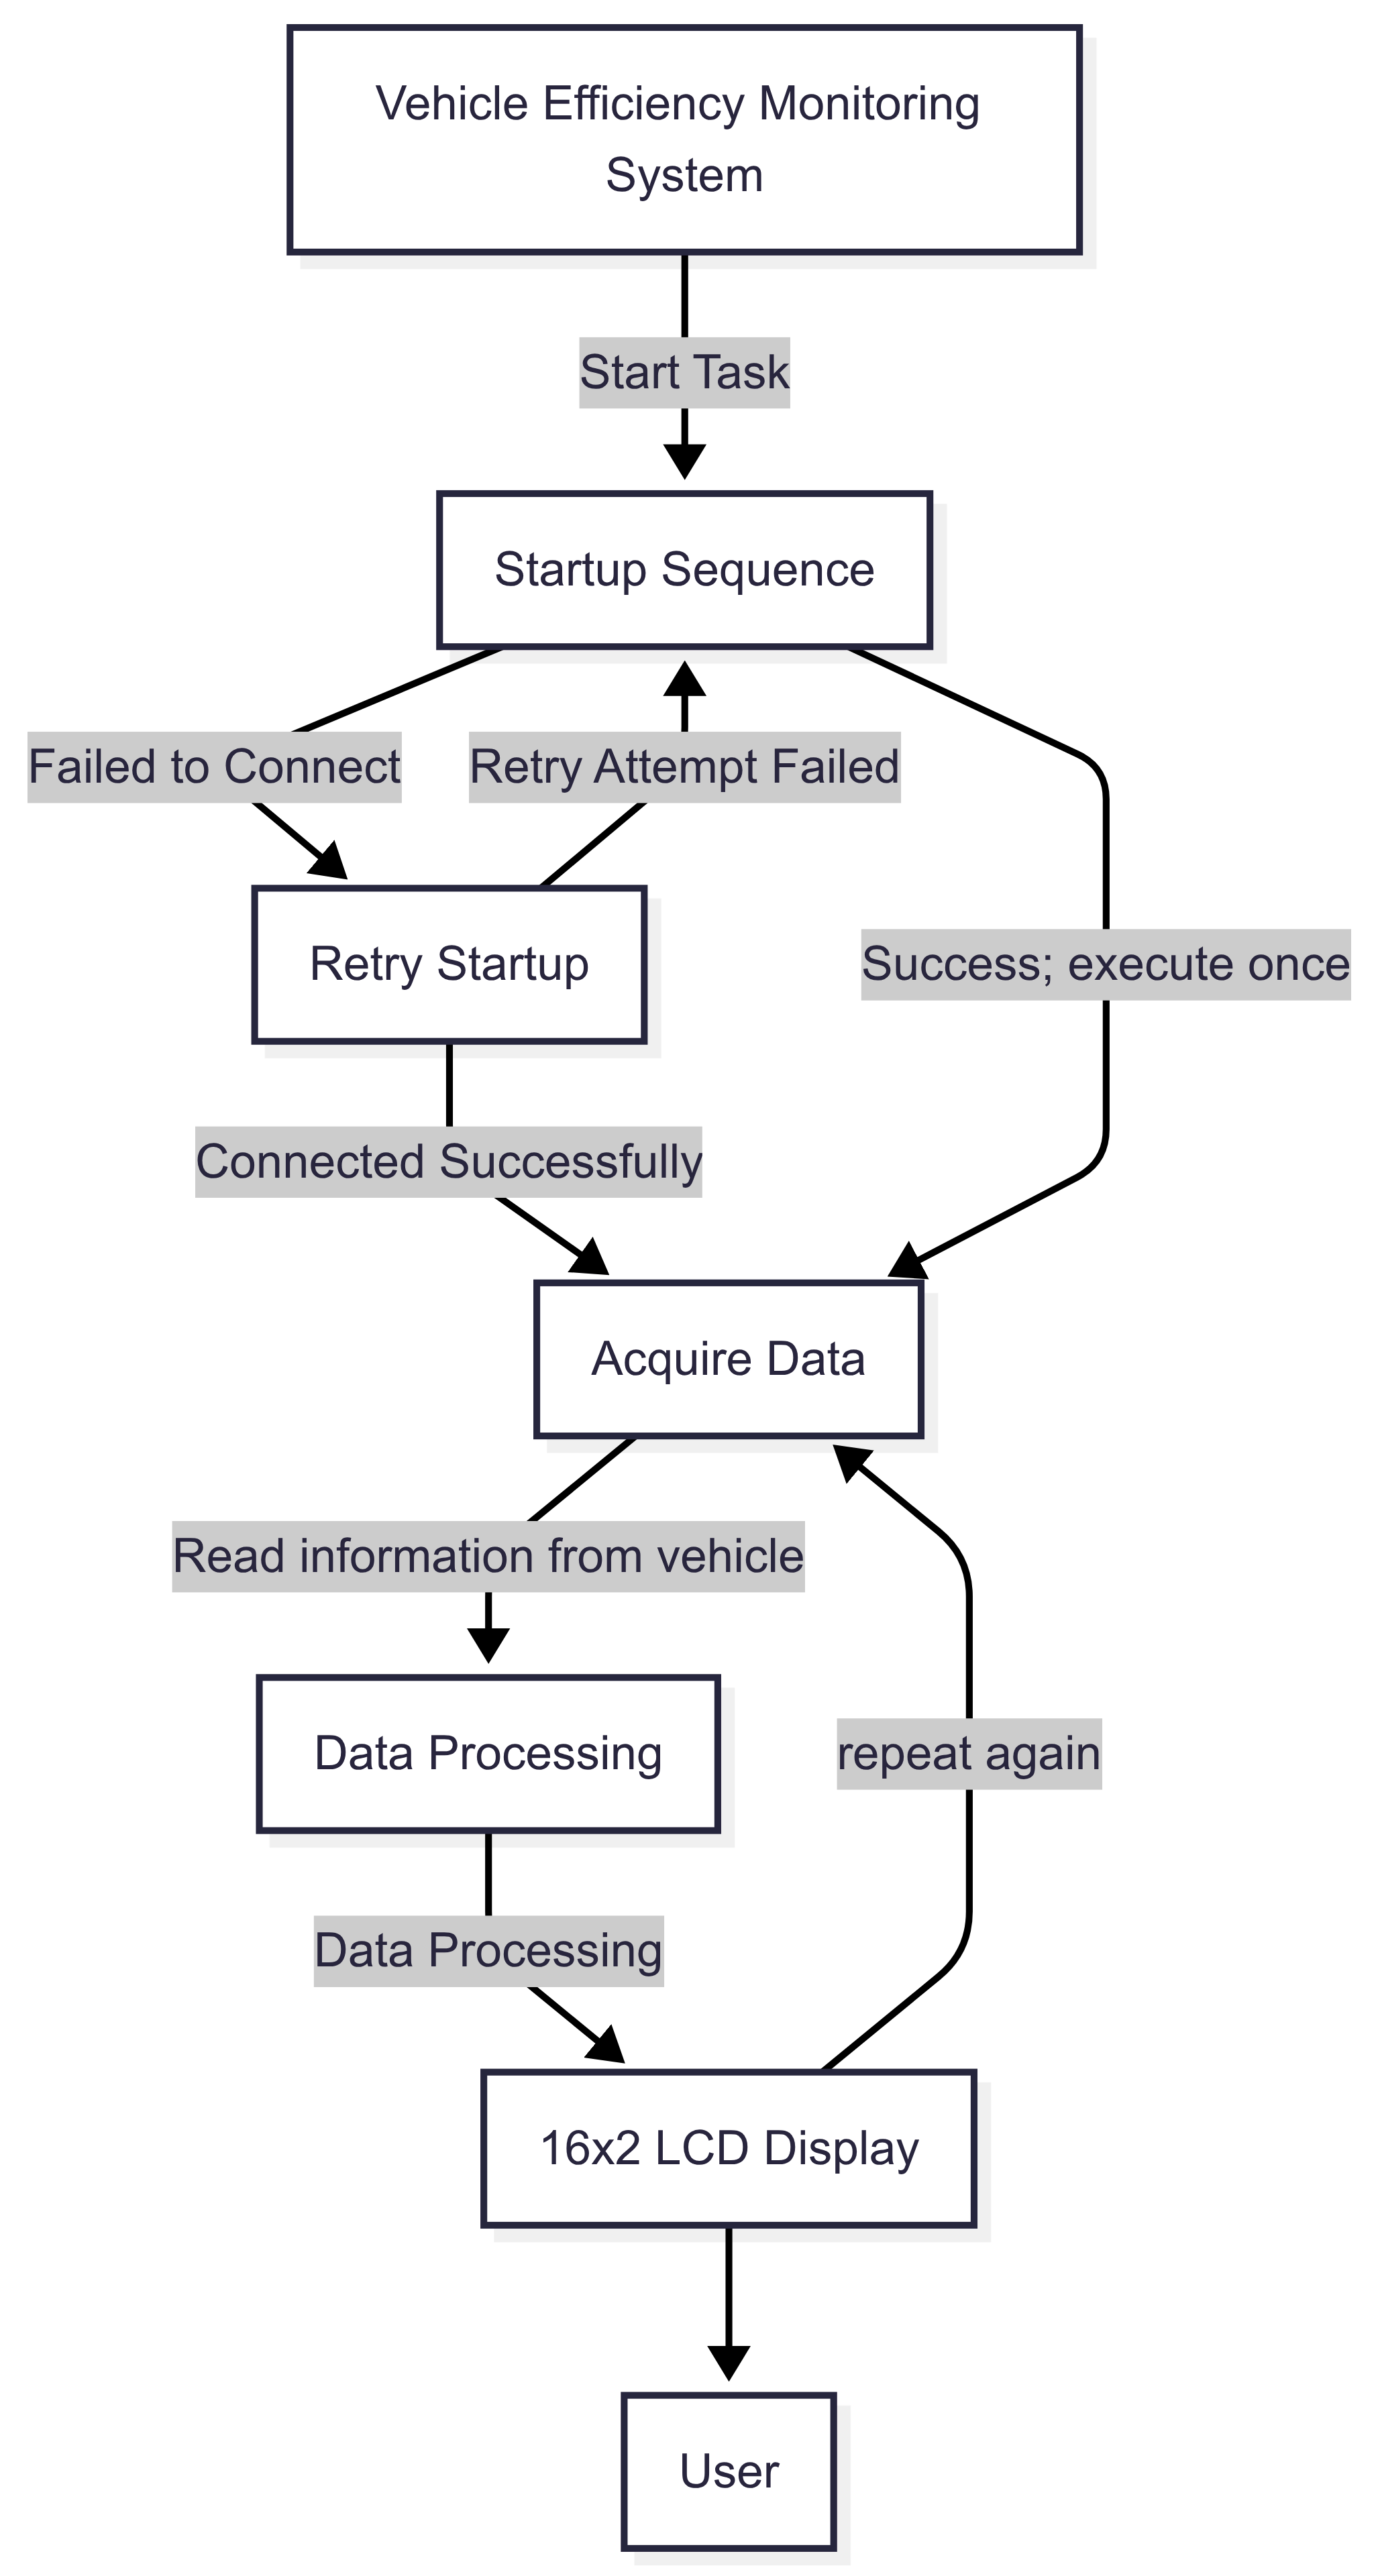 Vehicle Efficiency Monitoring
System
Start Task
Startup Sequence
Failed to Connect
Retry Attempt Failed
Retry Startup
Success; execute once
Connected Successfully
Acquire Data
Read information from vehicle
Data Processing
repeat again
Data Processing
16x2 LCD Display
User